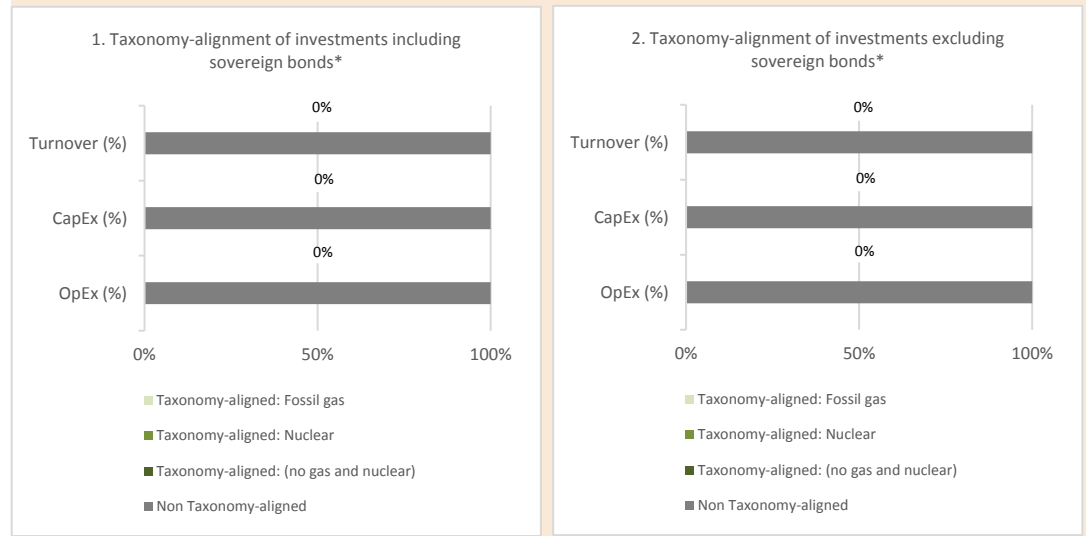 1. Taxonomy-alignment of investments including
sovereign bonds*
0%
Turnover (%)
0%
CapEx (%)
0%
OpEx (%)
0% 50% 100%
Taxonomy-aligned: Fossil gas
Taxonomy-aligned: Nuclear
Taxonomy-aligned: (no gas and nuclear)
Non Taxonomy-aligned
2. Taxonomy-alignment of investments excluding
sovereign bonds*
0%
Turnover (%)
0%
CapEx (%)
0%
OpEx (%)
0% 50% 100%
Taxonomy-aligned: Fossil gas
Taxonomy-aligned: Nuclear
Taxonomy-aligned: (no gas and nuclear)
Non Taxonomy-aligned